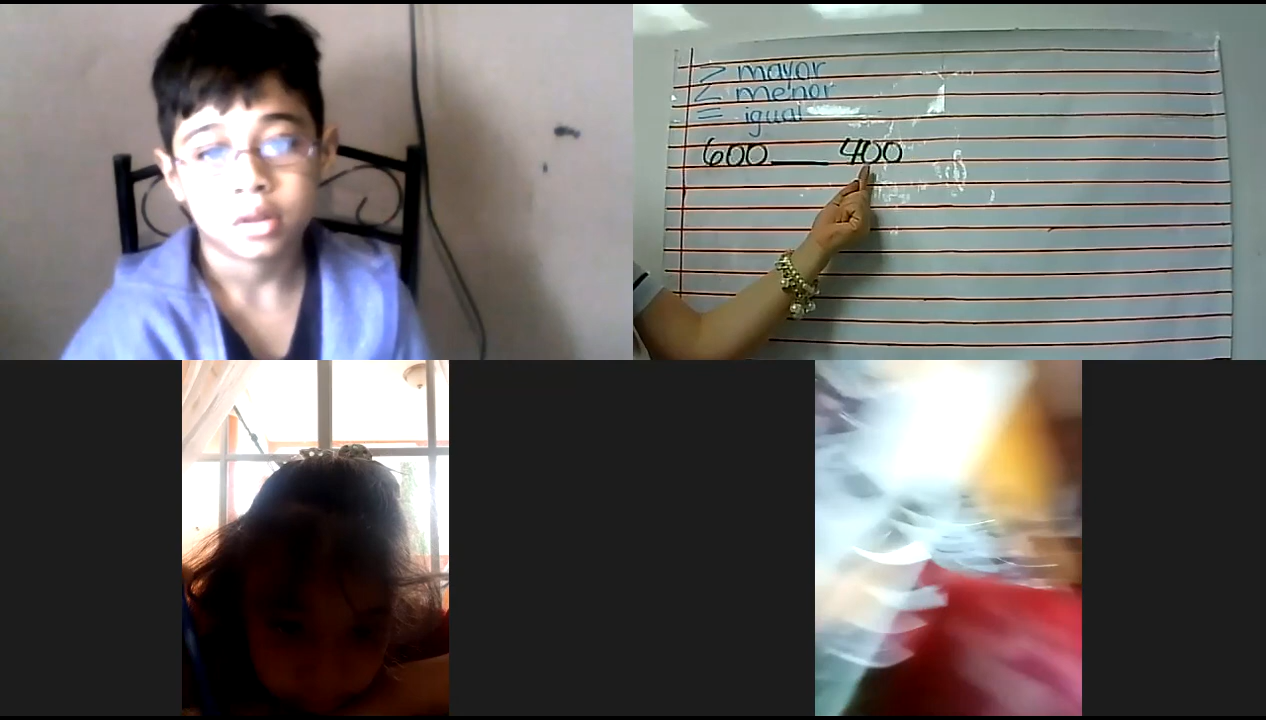 > mayor
< menor
= igual
600 ___ 400